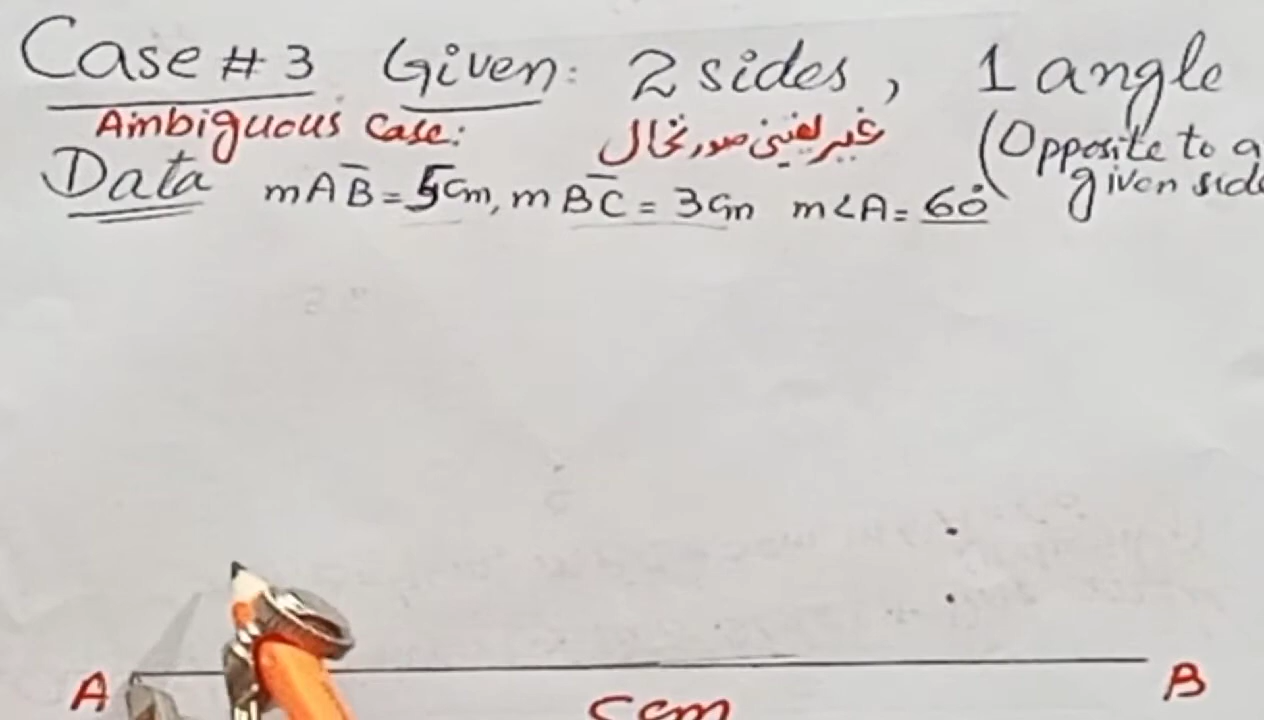 Case # 3 Given: 2 sides, 1 angle
Ambiguous Case: غیر یقینی صورتحال (Opposite to a
given side
Data mAB̅ = 5cm, mB̅C̅ = 3cm m∠A = 60°
A B
5cm